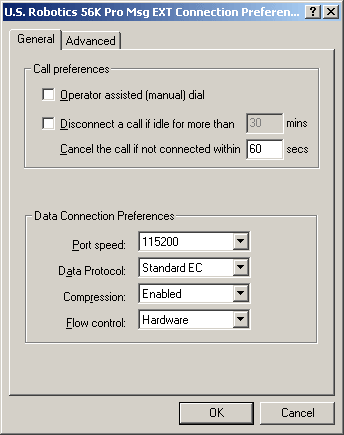 U.S. Robotics 56K Pro Msg EXT Connection Preferen...
General Advanced
Call preferences
Operator assisted (manual) dial
Disconnect a call if idle for more than 30 mins
Cancel the call if not connected within 60 secs
Data Connection Preferences
Port speed: 115200
Data Protocol: Standard EC
Compression: Enabled
Flow control: Hardware
OK Cancel